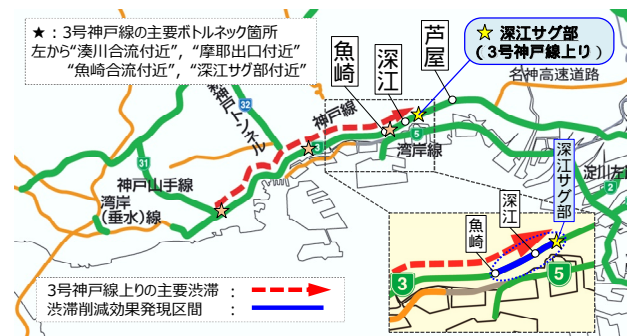 ★：3号神戸線の主要ボトルネック箇所
左から“湊川合流付近”，“摩耶出口付近”
“魚崎合流付近”，“深江サグ部付近”
魚崎
深江
芦屋
深江サグ部
(３号神戸線上り)
名神高速道路
神戸トンネル
32
神戸線
3
5
湾岸線
31
神戸山手線
湾岸
(垂水)線
淀川左
2
深江サグ部
深江
魚崎
3
5
3号神戸線上りの主要渋滞　：
渋滞削減効果発現区間　：